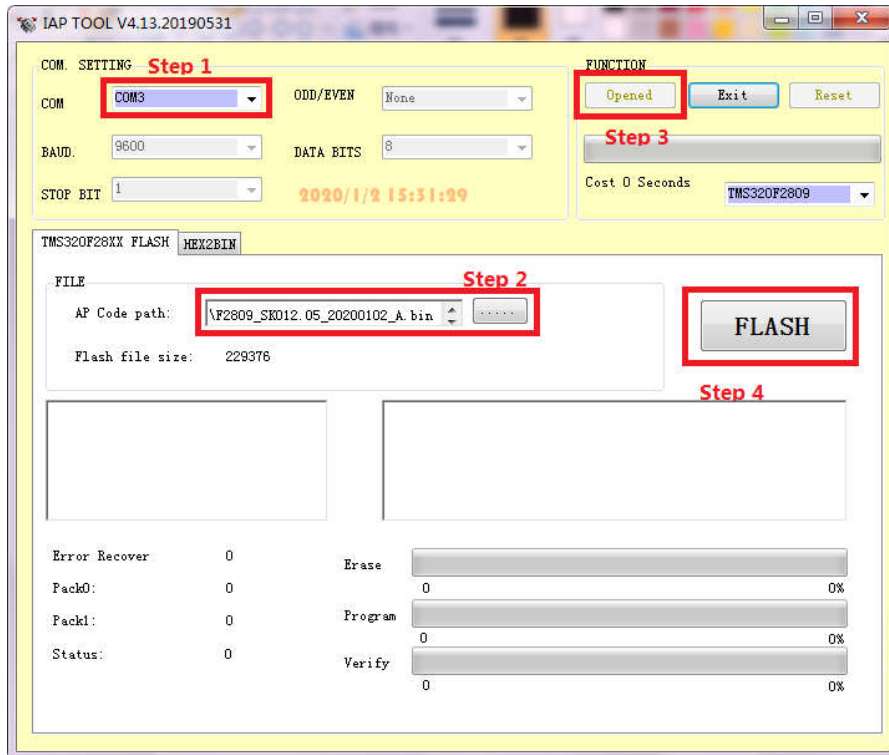 IAP TOOL V4.13.20190531
COM. SETTING
Step 1
FUNCTION
COM
COM3
ODD/EVEN
None
Opened
Exit
Reset
Step 3
BAUD.
9600
DATA BITS
8
STOP BIT
1
2020/1/2 15:31:29
Cost 0 Seconds
TMS320F2809
TMS320F28XX FLASH
HEX2BIN
FILE
Step 2
AP Code path:
\F2809_SK012.05_20200102_A.bin
.....
FLASH
Flash file size:
229376
Step 4
Error Recover
0
Erase
0
0%
Pack0:
0
Pack1:
0
Program
0
0%
Status:
0
Verify
0
0%